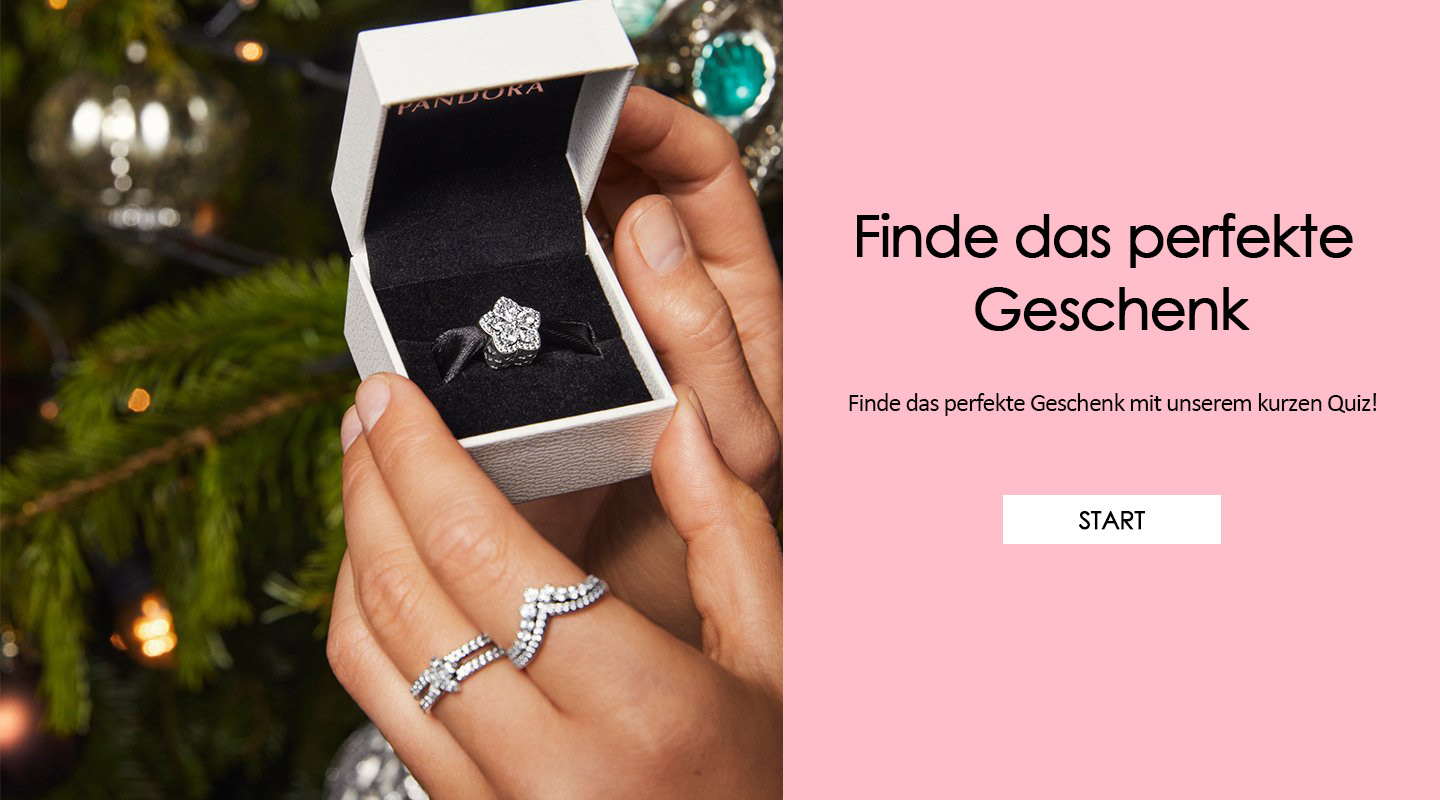 PANDORA
Finde das perfekte
Geschenk
Finde das perfekte Geschenk mit unserem kurzen Quiz!
START